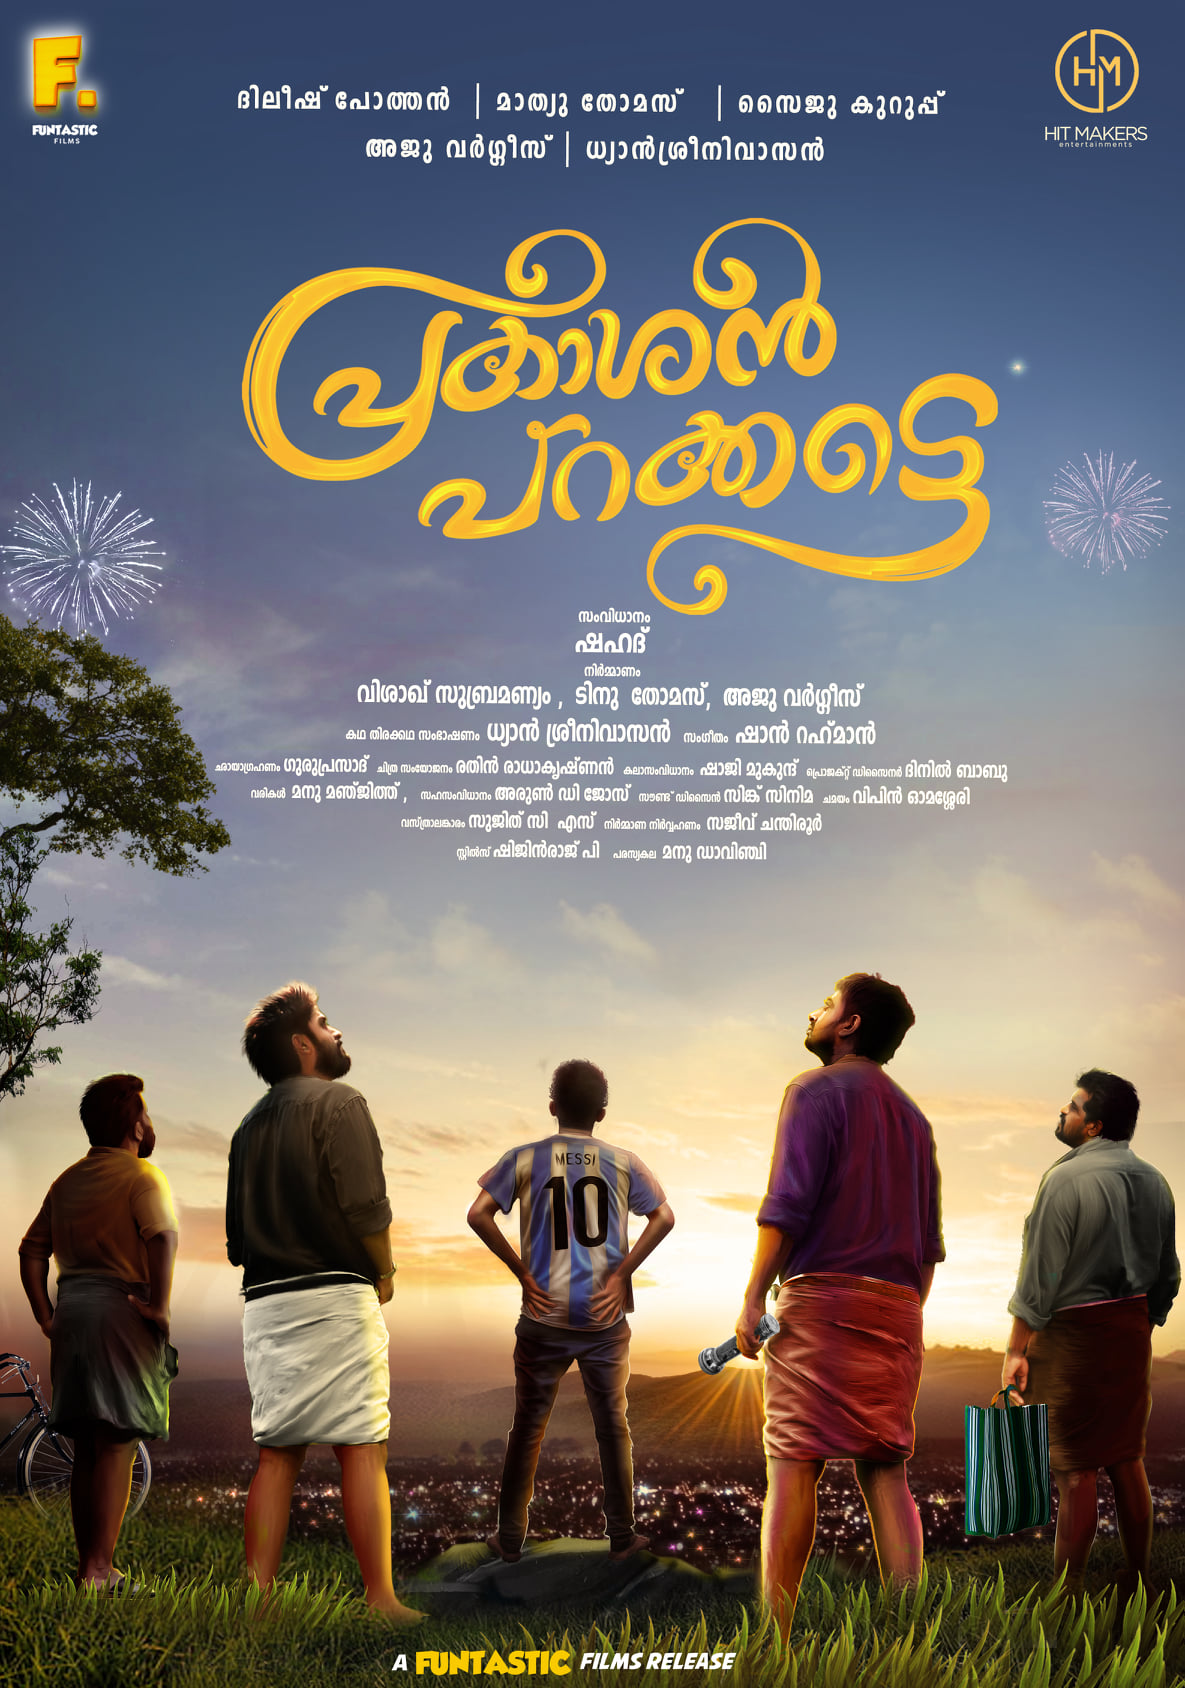 F.
FUNTASTIC
FILMS
HM
HIT MAKERS
entertainments
ദിലീഷ് പോത്തൻ | മാത്യു തോമസ് | സൈജു കുറുപ്പ്
അജു വർഗ്ഗീസ് | ധ്യാൻശ്രീനിവാസൻ
പ്രകാശൻ
പറക്കട്ടെ
സംവിധാനം
ഷഹദ്
നിർമ്മാണം
വിശാഖ് സുബ്രമണ്യം , ടിനു തോമസ്, അജു വർഗ്ഗീസ്
കഥ തിരക്കഥ സംഭാഷണം ധ്യാൻ ശ്രീനിവാസൻ സംഗീതം ഷാൻ റഹ്മാൻ
ഛായാഗ്രഹണം ഗുരുപ്രസാദ് ചിത്ര സംയോജനം രതിൻ രാധാകൃഷ്ണൻ കലാസംവിധാനം ഷാജി മുകുന്ദ് പ്രൊജക്റ്റ് ഡിസൈനർ ദിനിൽ ബാബു
വരികൾ മനു മഞ്ജിത്ത് , സഹസംവിധാനം അരുൺ ഡി ജോസ് സൗണ്ട് ഡിസൈൻ സിങ്ക് സിനിമ ചമയം വിപിൻ ഓമശ്ശേരി
വസ്ത്രാലങ്കാരം സുജിത് സി എസ് നിർമ്മാണ നിർവ്വഹണം സജീവ് ചന്തിരൂർ
സ്റ്റിൽസ് ഷിജിൻരാജ് പി പരസ്യകല മനു ഡാവിഞ്ചി
MESSI
10
A FUNTASTIC FILMS RELEASE